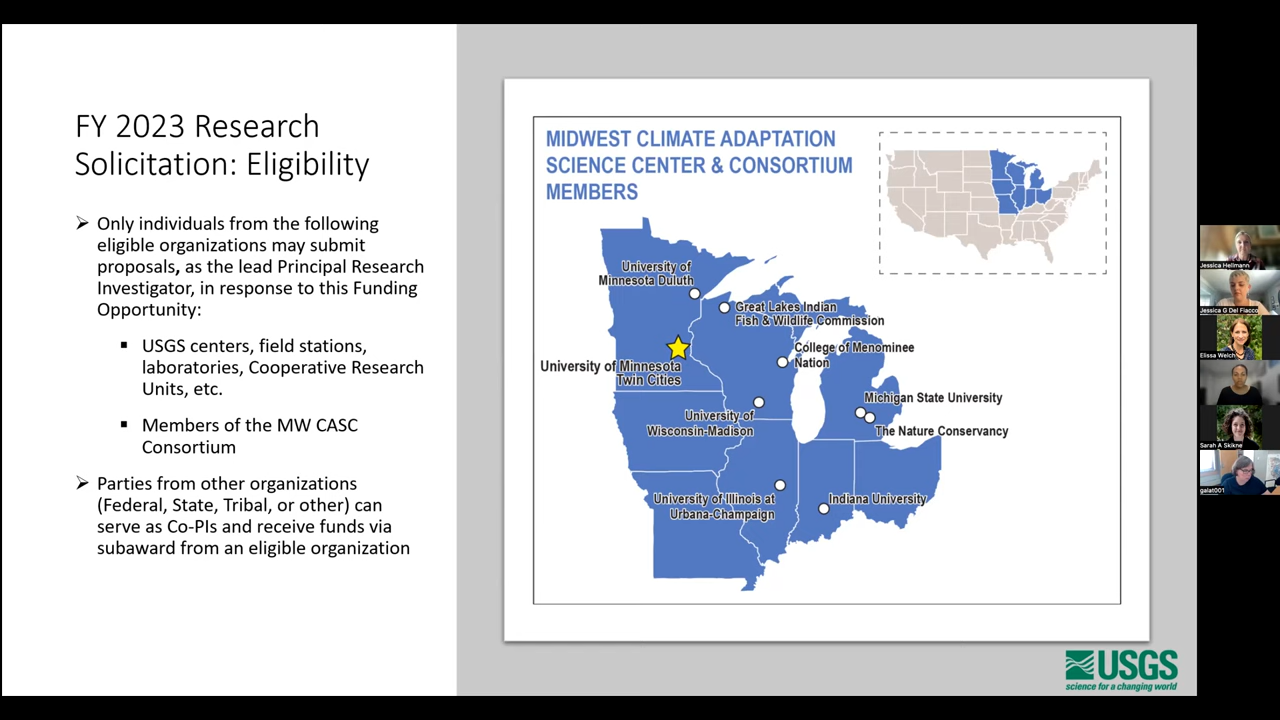 FY 2023 Research
Solicitation: Eligibility
Only individuals from the following
eligible organizations may submit
proposals, as the lead Principal Research
Investigator, in response to this Funding
Opportunity:
USGS centers, field stations,
laboratories, Cooperative Research
Units, etc.
Members of the MW CASC
Consortium
Parties from other organizations
(Federal, State, Tribal, or other) can
serve as Co-PIs and receive funds via
subaward from an eligible organization
MIDWEST CLIMATE ADAPTATION
SCIENCE CENTER & CONSORTIUM
MEMBERS
University of
Minnesota Duluth
Great Lakes Indian
Fish & Wildlife Commission
College of Menominee
Nation
University of Minnesota
Twin Cities
Michigan State University
University of
Wisconsin-Madison
The Nature Conservancy
University of Illinois at
Urbana-Champaign
Indiana University
USGS
science for a changing world
Jessica Hellmann
Jessica G Del Fiacco
Elissa Welch
Sarah A Skikne
galat001